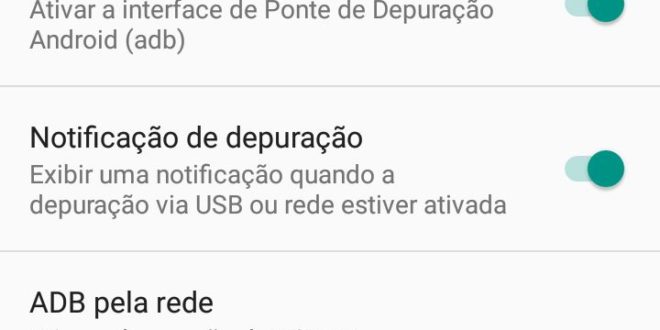 Ativar a interface de Ponte de Depuração
Android (adb)
Notificação de depuração
Exibir uma notificação quando a
depuração via USB ou rede estiver ativada
ADB pela rede